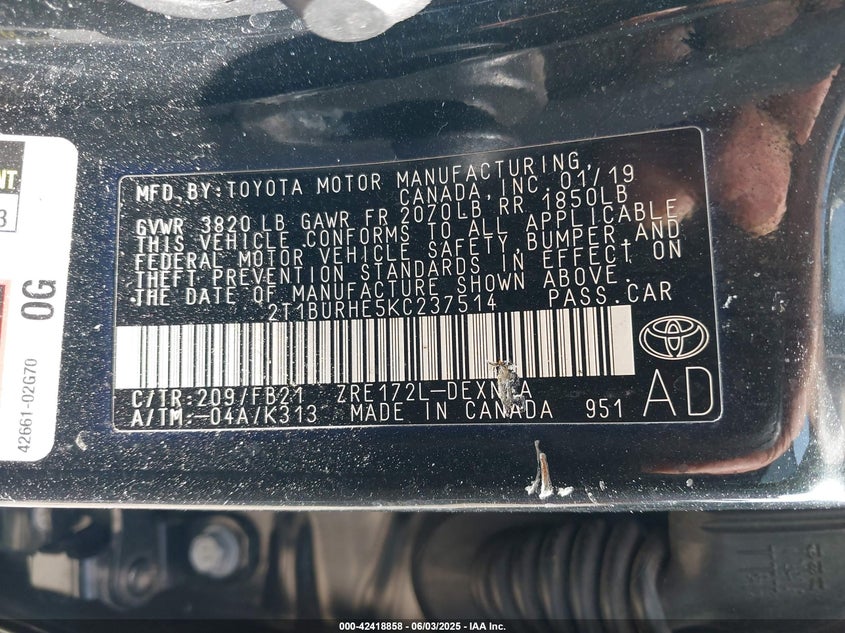 NT
3
0G
42661-02G70
MFD.BY:TOYOTA MOTOR MANUFACTURING,
CANADA,INC.01/19
GVWR 3820 LB GAWR FR 2070LB RR 1850LB
THIS VEHICLE CONFORMS TO ALL APPLICABLE
FEDERAL MOTOR VEHICLE SAFETY,BUMPER,AND
THEFT PREVENTION STANDARDS IN EFFECT ON
THE DATE OF MANUFACTURE SHOWN ABOVE.
2T1BURHE5KC237514 PASS.CAR
C/TR:209/FB21 ZRE172L-
A/TM:-04A/K313 MADE IN CANADA 951
AD
000-42418858 - 06/03/2025 - IAA Inc.